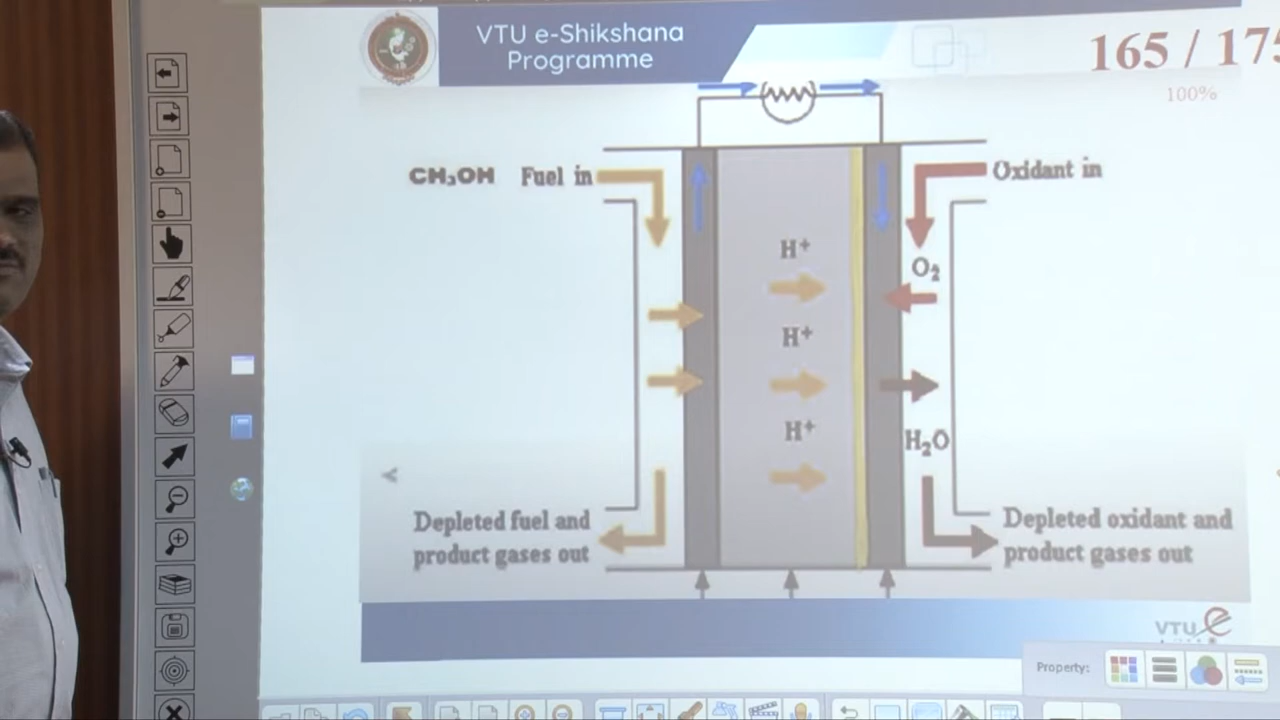 VTU e-Shikshana
Programme
165 / 175
100%
CH₃OH Fuel in
Oxidant in
O₂
H⁺
H⁺
H⁺
H₂O
Depleted fuel and
product gases out
Depleted oxidant and
product gases out
VTU e
Property: